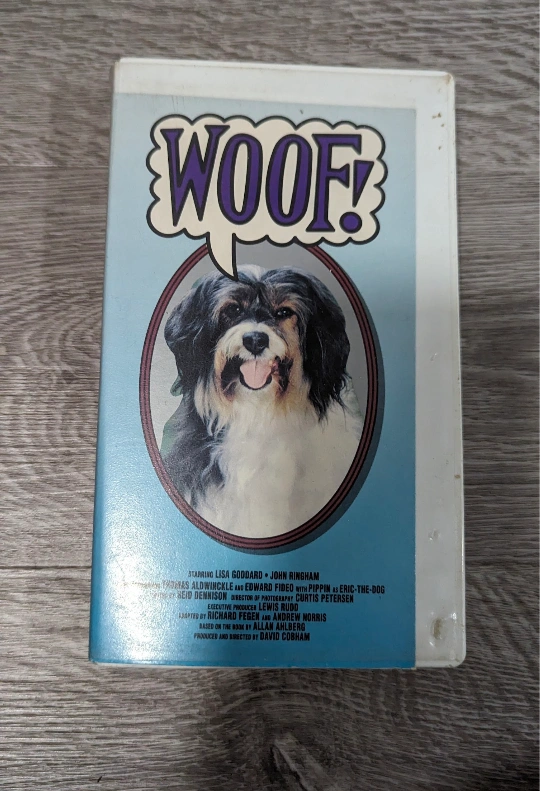 WOOF!
STARRING LISA GODDARD • JOHN RINGHAM
THOMAS ALDWINCKLE AND EDWARD FIDEO WITH PIPPIN AS ERIC-THE-DOG
REID DENNISON DIRECTOR OF PHOTOGRAPHY CURTIS PETERSEN
EXECUTIVE PRODUCER LEWIS RUDD
ADAPTED BY RICHARD FEGEN AND ANDREW NORRIS
BASED ON THE BOOK BY ALLAN AHLBERG
PRODUCED AND DIRECTED BY DAVID COBHAM